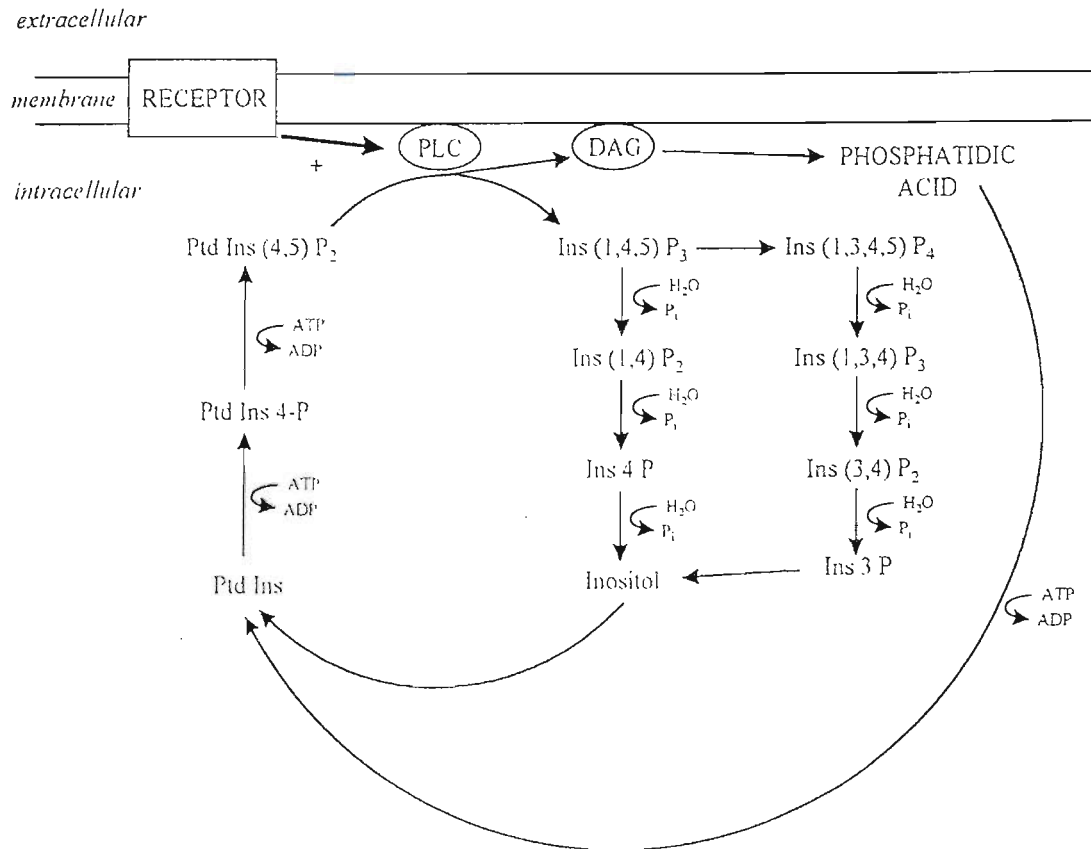 extracellular
membrane
RECEPTOR
PLC
DAG
PHOSPHATIDIC
ACID
+
intracellular
Ptd Ins (4,5) P₂
Ins (1,4,5) P₃
Ins (1,3,4,5) P₄
H₂O
Pᵢ
H₂O
Pᵢ
ATP
ADP
Ins (1,4) P₂
Ins (1,3,4) P₃
H₂O
Pᵢ
H₂O
Pᵢ
Ptd Ins 4-P
Ins 4 P
Ins (3,4) P₂
ATP
ADP
H₂O
Pᵢ
H₂O
Pᵢ
Ptd Ins
Inositol
Ins 3 P
ATP
ADP